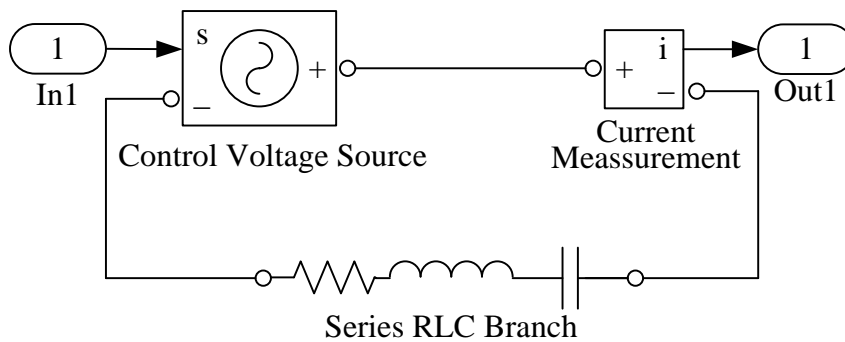 1
s
+
−
In1
Control Voltage Source
+
i
−
1
Out1
Current
Meassurement
Series RLC Branch